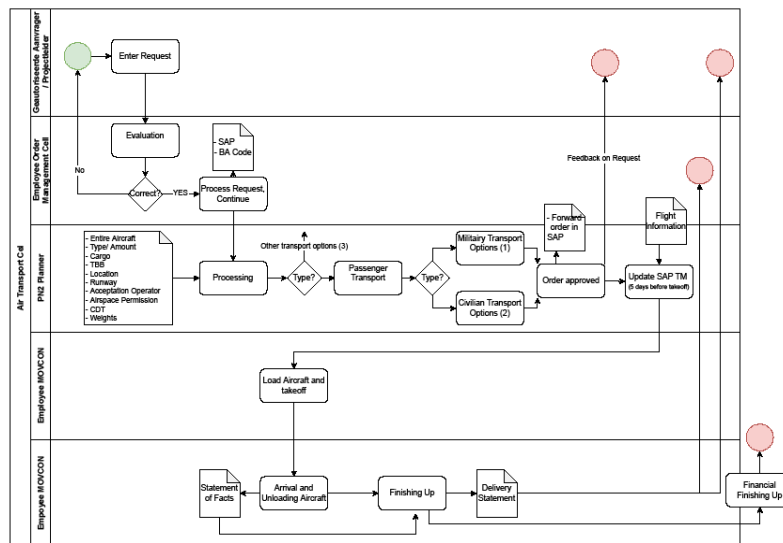 Air Transport Cel
Geautoriseerde Aanvrager
/ Projectleider
Enter Request
Employee Order
Management Cell
Evaluation
Correct?
No
YES
- SAP
- BA Code
Process Request,
Continue
Feedback on Request
PN2 Planner
- Entire Aircraft
- Type/ Amount
- Cargo
- TBB
- Location
- Runway
- Acceptation Operator
- Airspace Permission
- CDT
- Weights
Processing
Other transport options (3)
Type?
Passenger
Transport
Type?
Militairy Transport
Options (1)
Civilian Transport
Options (2)
- Forward
order in
SAP
Order approved
Flight
information
Update SAP TM
(5 days before takeoff)
Employee MOVCON
Load Aircraft and
takeoff
Empoyee MOVCON
Statement
of Facts
Arrival and
Unloading Aircraft
Finishing Up
Delivery
Statement
Financial
Finishing Up